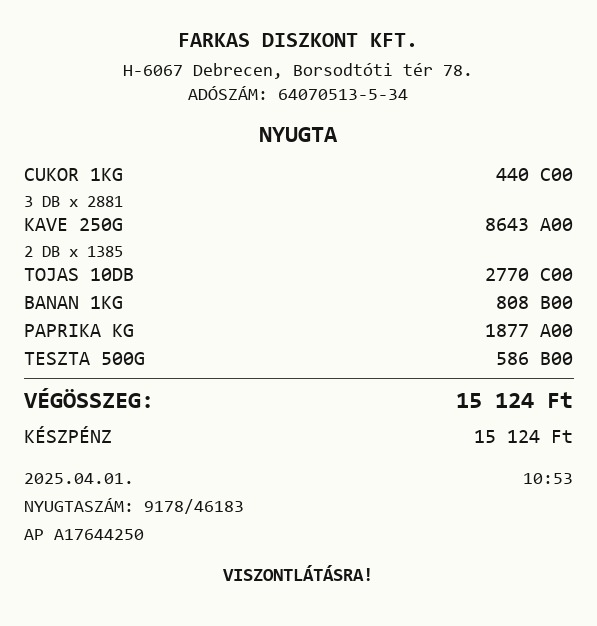 FARKAS DISZKONT KFT.
H-6067 Debrecen, Borsodtóti tér 78.
ADÓSZÁM: 64070513-5-34
NYUGTA
CUKOR 1KG 440 C00
3 DB x 2881
KAVE 250G 8643 A00
2 DB x 1385
TOJAS 10DB 2770 C00
BANAN 1KG 808 B00
PAPRIKA KG 1877 A00
TESZTA 500G 586 B00
VÉGÖSSZEG: 15 124 Ft
KÉSZPÉNZ 15 124 Ft
2025.04.01. 10:53
NYUGTASZÁM: 9178/46183
AP A17644250
VISZONTLÁTÁSRA!